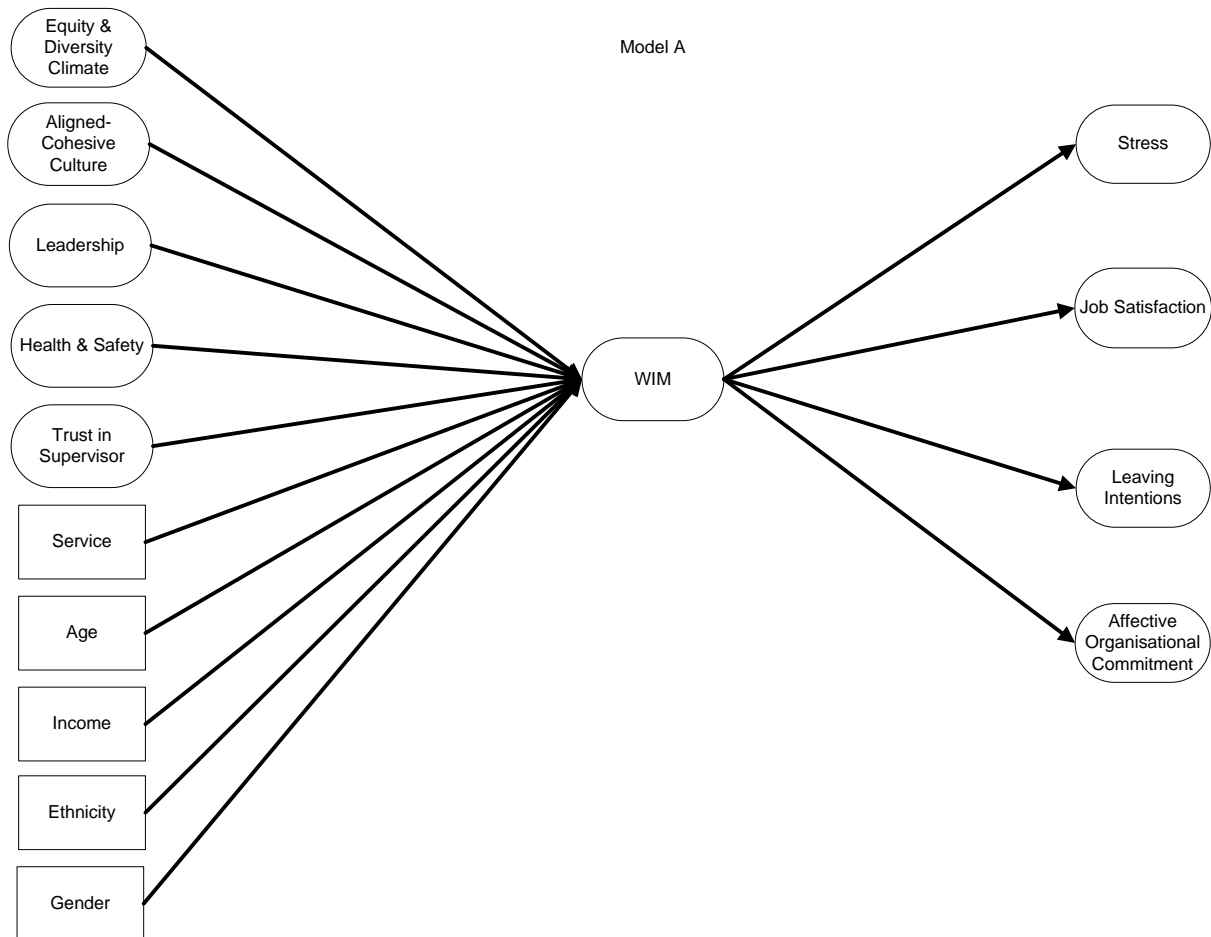 Model A
Equity &
Diversity
Climate
Aligned-
Cohesive
Culture
Leadership
Health & Safety
Trust in
Supervisor
Service
Age
Income
Ethnicity
Gender
WIM
Stress
Job Satisfaction
Leaving
Intentions
Affective
Organisational
Commitment